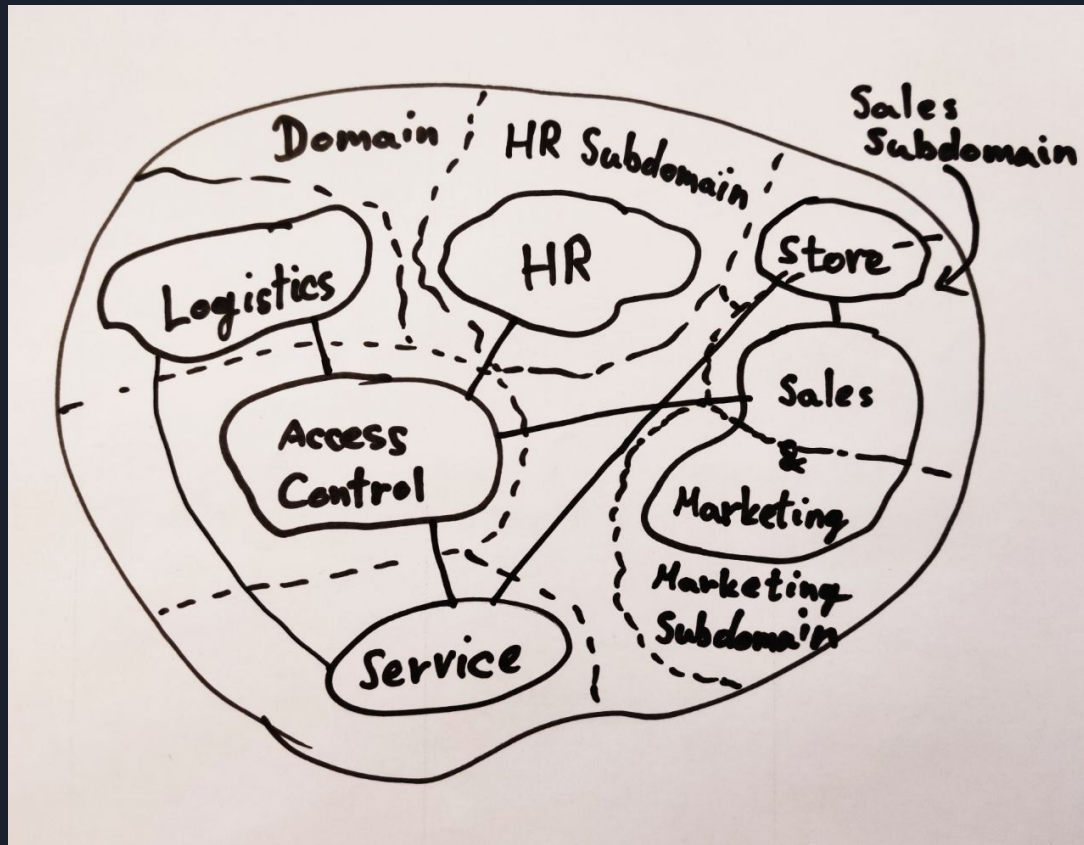 Domain
HR Subdomain
Sales
Subdomain
Logistics
HR
Store
Sales
&
Marketing
Access
Control
Marketing
Subdomain
Service